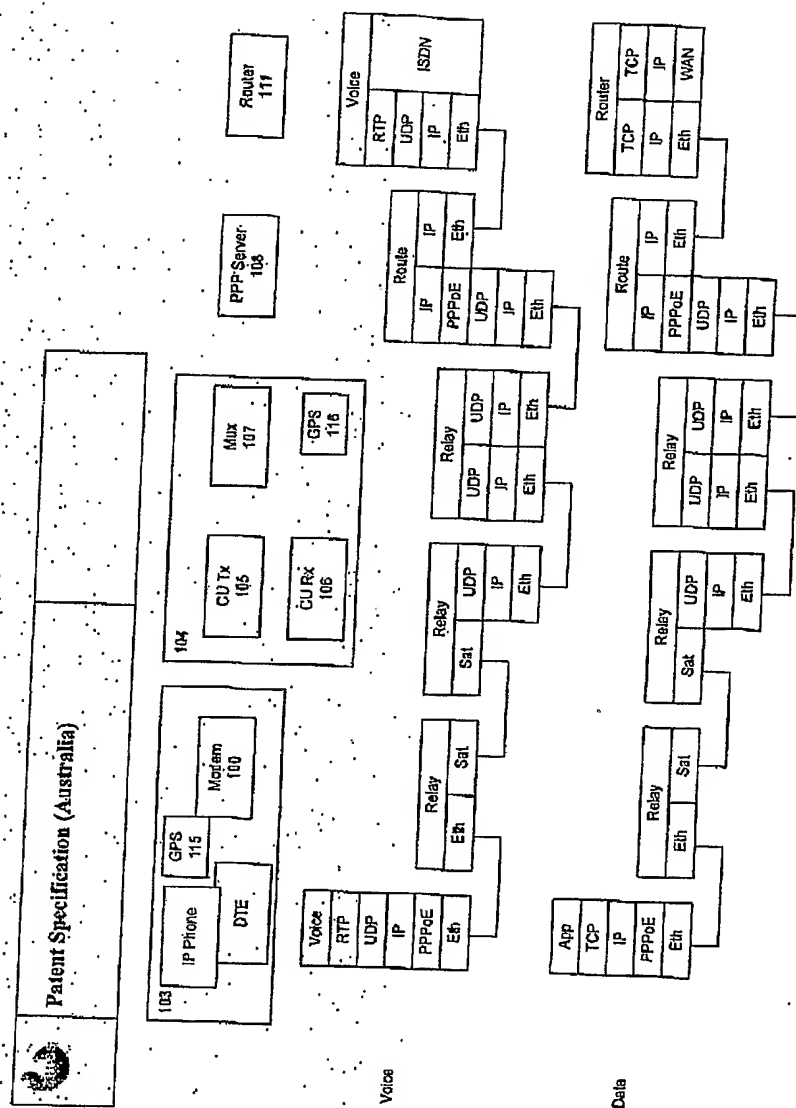 Patent Specification (Australia)
103
IP Phone
GPS
115
DTE
Modem
100
104
CU Tx
105
CU Rx
106
Mux
107
GPS
116
PPP Server
108
Router
111
Voice
Voice
RTP
UDP
IP
PPPoE
Eth
Relay
Eth
Sat
Relay
Sat
UDP
IP
Eth
Relay
UDP
UDP
IP
IP
Eth
Eth
Route
IP
IP
PPPoE
Eth
UDP
IP
Eth
Voice
RTP
ISDN
UDP
IP
Eth
Data
App
TCP
IP
PPPoE
Eth
Relay
Eth
Sat
Relay
Sat
UDP
IP
Eth
Relay
UDP
UDP
IP
IP
Eth
Eth
Route
IP
IP
PPPoE
Eth
UDP
IP
Eth
Router
TCP
TCP
IP
IP
Eth
WAN